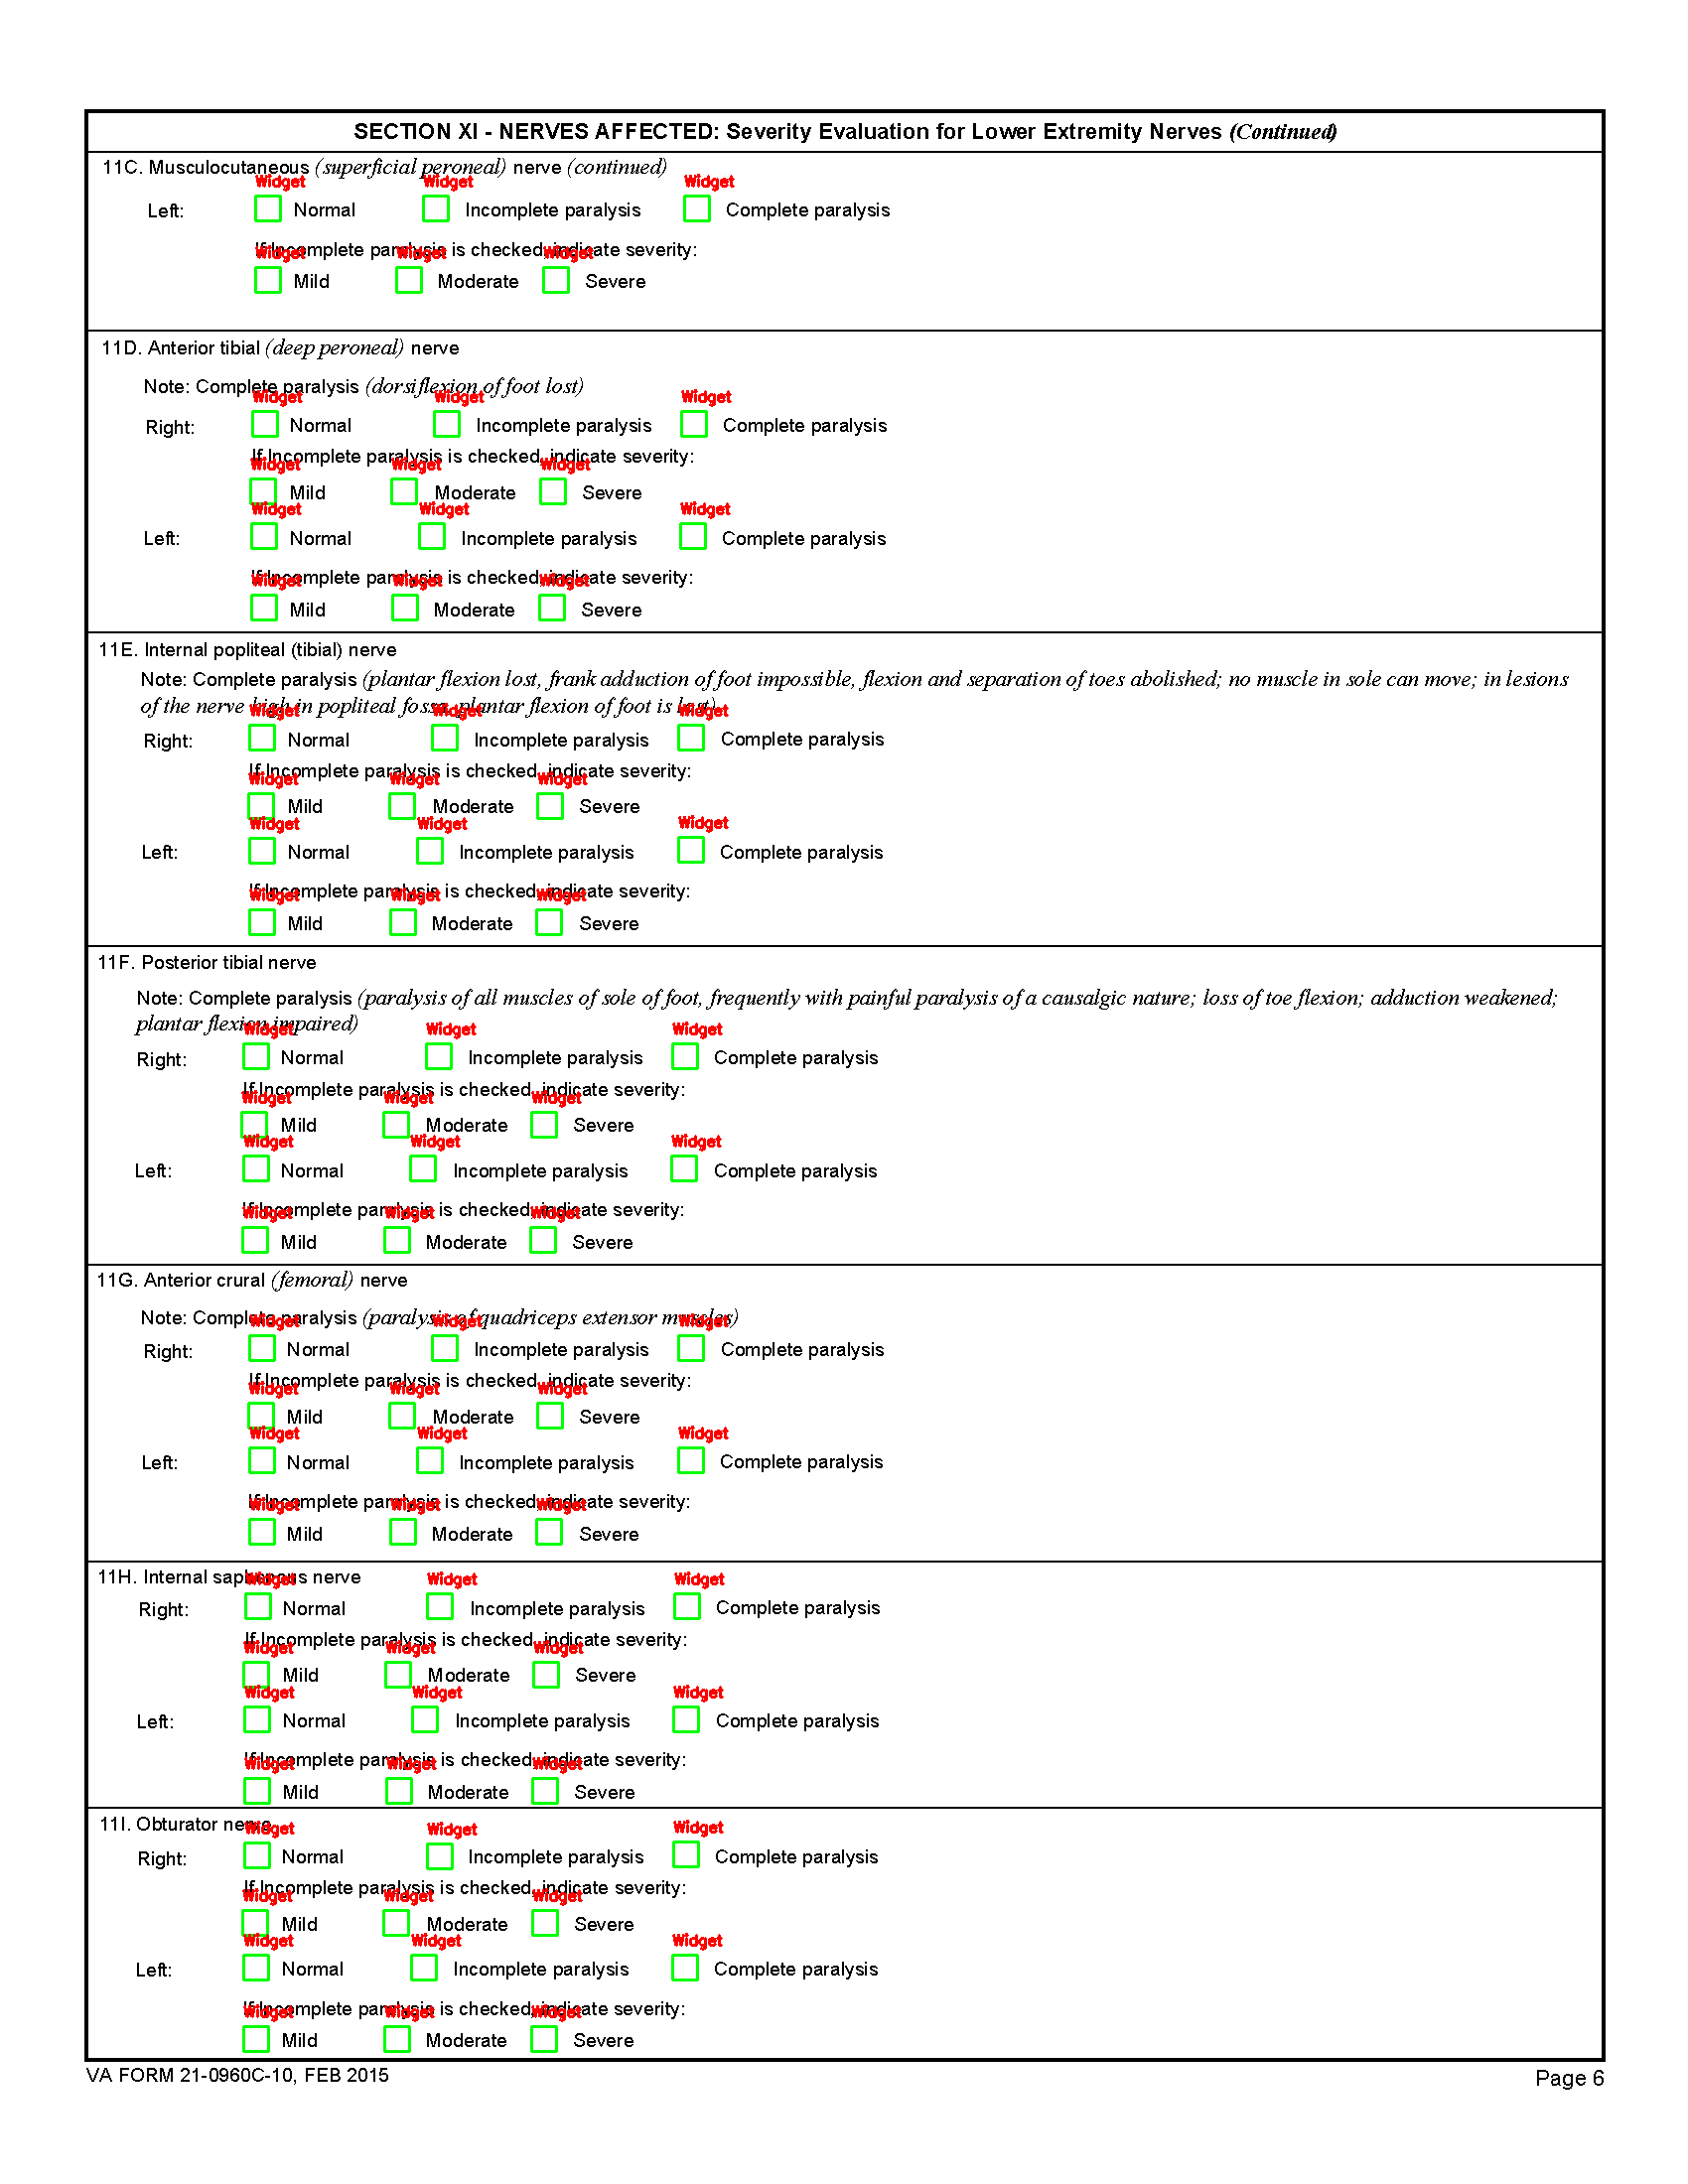 SECTION XI - NERVES AFFECTED: Severity Evaluation for Lower Extremity Nerves (Continued)
11C. Musculocutaneous (superficial peroneal) nerve (continued)
Widget Widget Widget
Left: Normal Incomplete paralysis Complete paralysis
If Incomplete paralysis is checked, indicate severity:
Widget Widget Widget
Mild Moderate Severe
11D. Anterior tibial (deep peroneal) nerve
Note: Complete paralysis (dorsiflexion of foot lost)
Widget Widget Widget
Right: Normal Incomplete paralysis Complete paralysis
If Incomplete paralysis is checked, indicate severity:
Widget Widget Widget
Mild Moderate Severe
Widget Widget Widget
Left: Normal Incomplete paralysis Complete paralysis
If Incomplete paralysis is checked, indicate severity:
Widget Widget Widget
Mild Moderate Severe
11E. Internal popliteal (tibial) nerve
Note: Complete paralysis (plantar flexion lost, frank adduction of foot impossible, flexion and separation of toes abolished; no muscle in sole can move; in lesions
of the nerve high in popliteal fossa, plantar flexion of foot is lost)
Widget Widget Widget
Right: Normal Incomplete paralysis Complete paralysis
If Incomplete paralysis is checked, indicate severity:
Widget Widget Widget
Mild Moderate Severe
Widget Widget Widget
Left: Normal Incomplete paralysis Complete paralysis
If Incomplete paralysis is checked, indicate severity:
Widget Widget Widget
Mild Moderate Severe
11F. Posterior tibial nerve
Note: Complete paralysis (paralysis of all muscles of sole of foot, frequently with painful paralysis of a causalgic nature; loss of toe flexion; adduction weakened;
plantar flexion impaired)
Widget Widget Widget
Right: Normal Incomplete paralysis Complete paralysis
If Incomplete paralysis is checked, indicate severity:
Widget Widget Widget
Mild Moderate Severe
Widget Widget Widget
Left: Normal Incomplete paralysis Complete paralysis
If Incomplete paralysis is checked, indicate severity:
Widget Widget Widget
Mild Moderate Severe
11G. Anterior crural (femoral) nerve
Note: Complete paralysis (paralysis of quadriceps extensor muscles)
Widget Widget Widget
Right: Normal Incomplete paralysis Complete paralysis
If Incomplete paralysis is checked, indicate severity:
Widget Widget Widget
Mild Moderate Severe
Widget Widget Widget
Left: Normal Incomplete paralysis Complete paralysis
If Incomplete paralysis is checked, indicate severity:
Widget Widget Widget
Mild Moderate Severe
11H. Internal saphenous nerve
Widget Widget Widget
Right: Normal Incomplete paralysis Complete paralysis
If Incomplete paralysis is checked, indicate severity:
Widget Widget Widget
Mild Moderate Severe
Widget Widget Widget
Left: Normal Incomplete paralysis Complete paralysis
If Incomplete paralysis is checked, indicate severity:
Widget Widget Widget
Mild Moderate Severe
11I. Obturator nerve
Widget Widget Widget
Right: Normal Incomplete paralysis Complete paralysis
If Incomplete paralysis is checked, indicate severity:
Widget Widget Widget
Mild Moderate Severe
Widget Widget Widget
Left: Normal Incomplete paralysis Complete paralysis
If Incomplete paralysis is checked, indicate severity:
Widget Widget Widget
Mild Moderate Severe
VA FORM 21-0960C-10, FEB 2015
Page 6